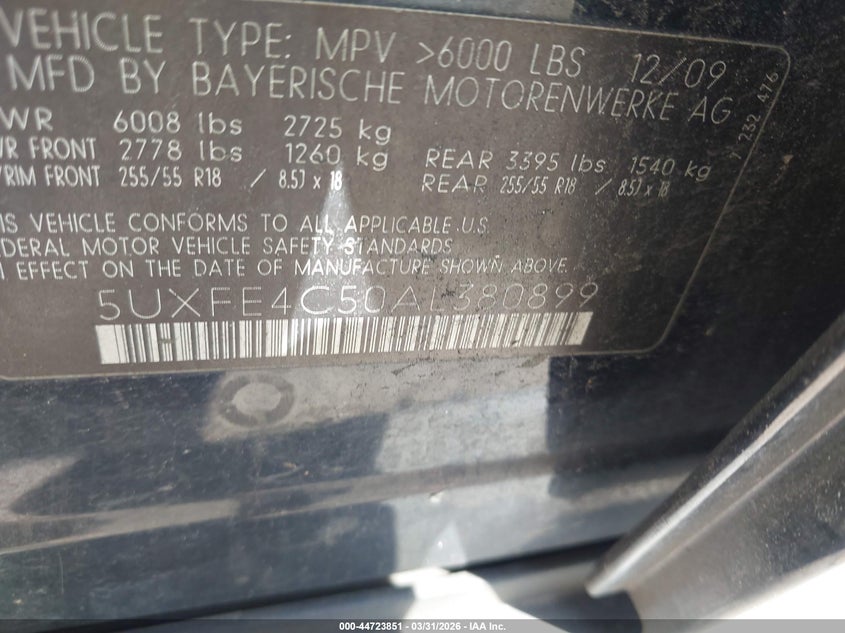 VEHICLE TYPE: MPV >6000 LBS 12/09
MFD BY BAYERISCHE MOTORENWERKE AG
WR 6008 lbs 2725 kg
WR FRONT 2778 lbs 1260 kg REAR 3395 lbs 1540 kg
/RIM FRONT 255/55 R18 / 8.5J x 18 REAR 255/55 R18 / 8.5J x 18
IS VEHICLE CONFORMS TO ALL APPLICABLE U.S.
DERAL MOTOR VEHICLE SAFETY STANDARDS
EFFECT ON THE DATE OF MANUFACTURE SHOWN ABOVE.
5UXFE4C50AL380899
7 232 476
000-44723851 | 03/31/2026 - IAA Inc.